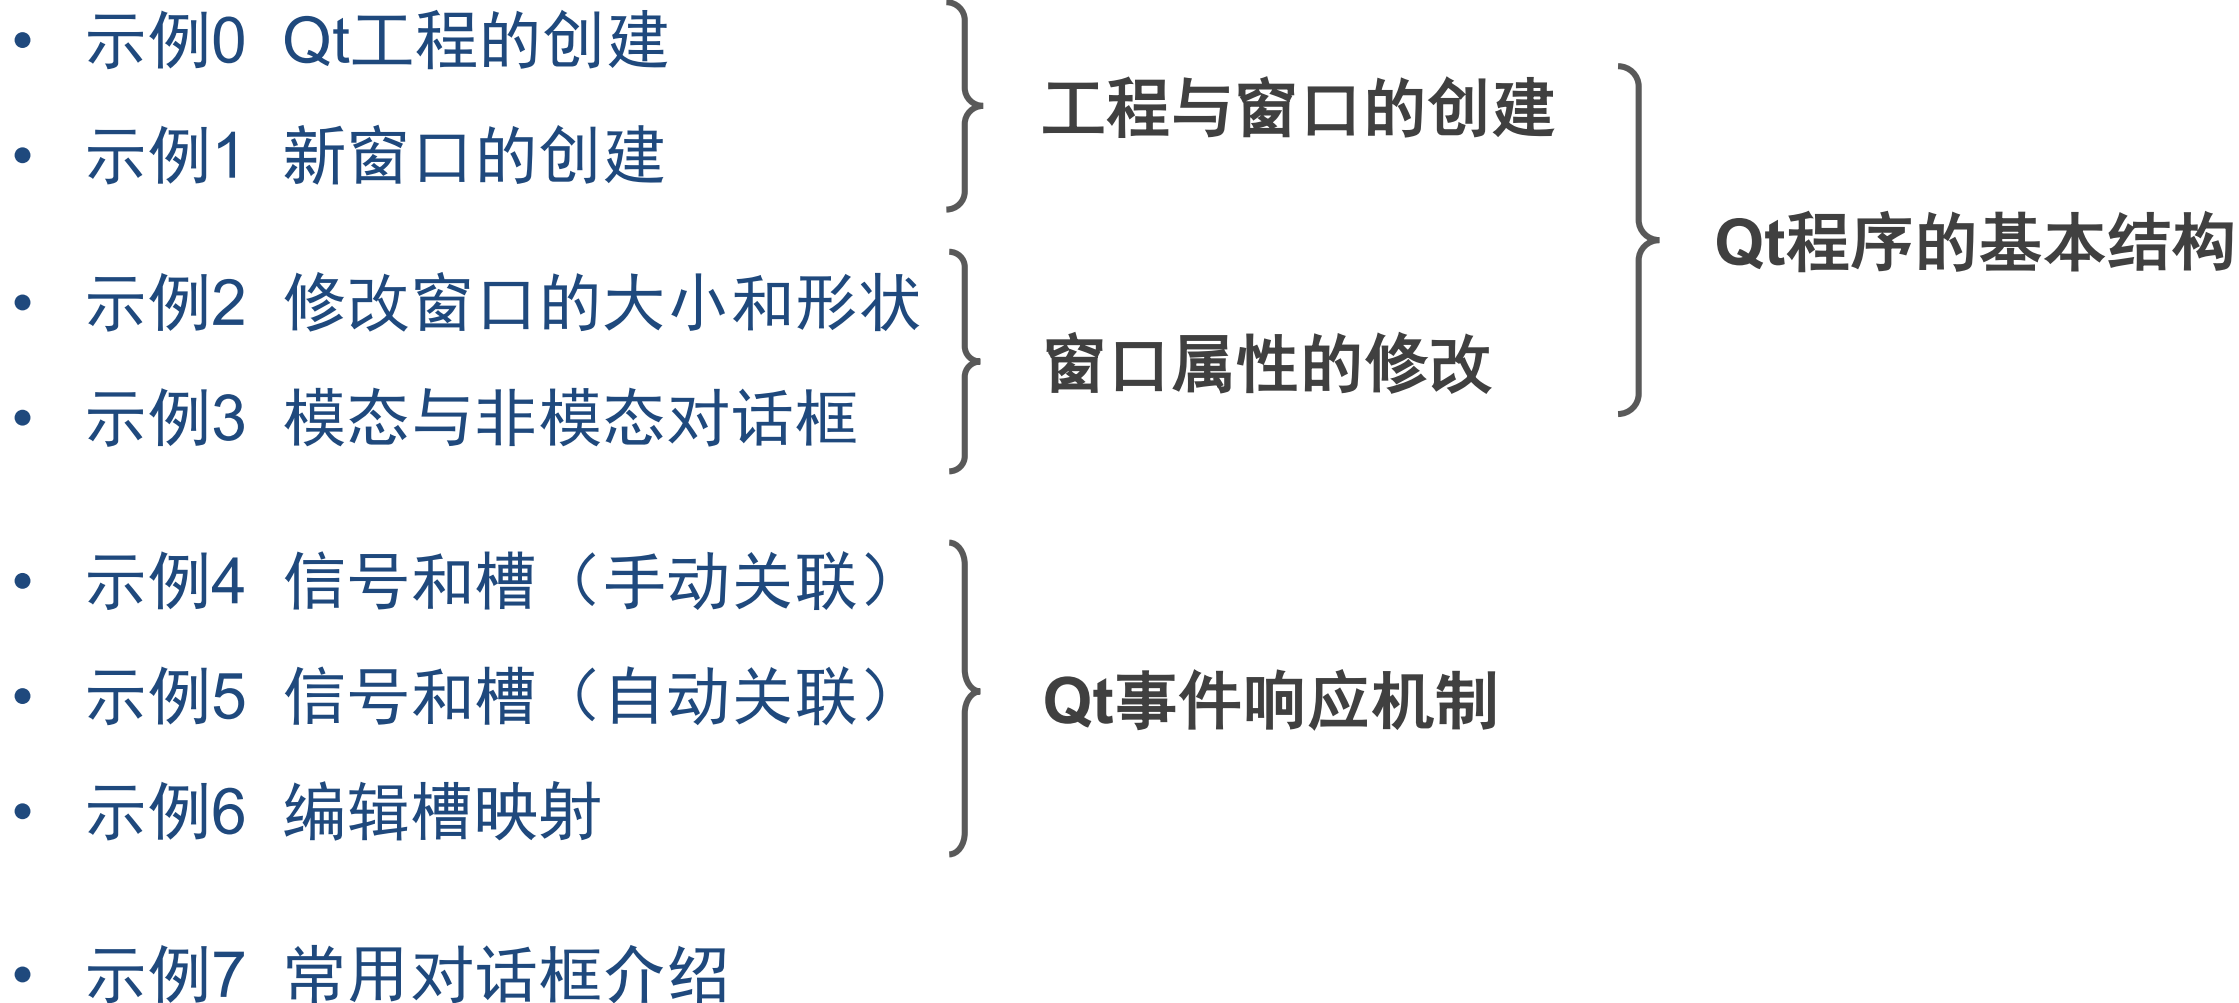 • 示例0 Qt工程的创建
• 示例1 新窗口的创建
工程与窗口的创建
• 示例2 修改窗口的大小和形状
• 示例3 模态与非模态对话框
窗口属性的修改
Qt程序的基本结构
• 示例4 信号和槽（手动关联）
• 示例5 信号和槽（自动关联）
• 示例6 编辑槽映射
Qt事件响应机制
• 示例7 常用对话框介绍